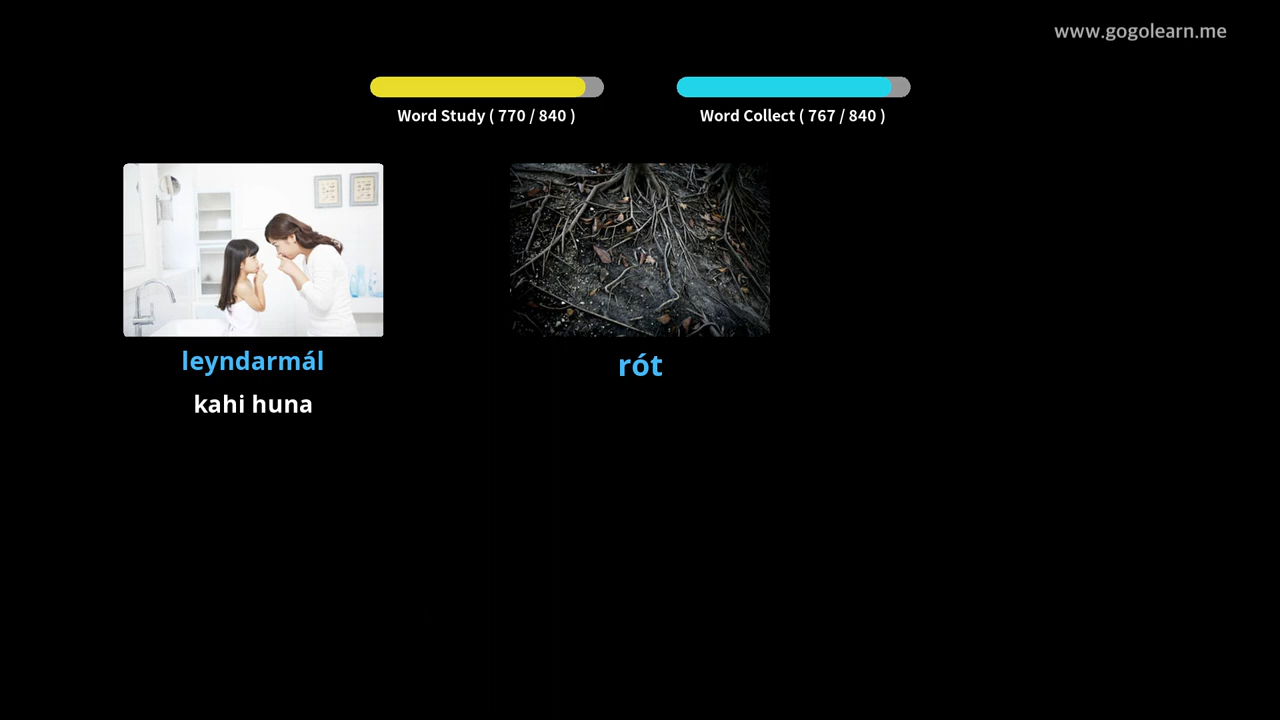 www.gogolearn.me
Word Study ( 770 / 840 )
Word Collect ( 767 / 840 )
leyndarmál
kahi huna
rót